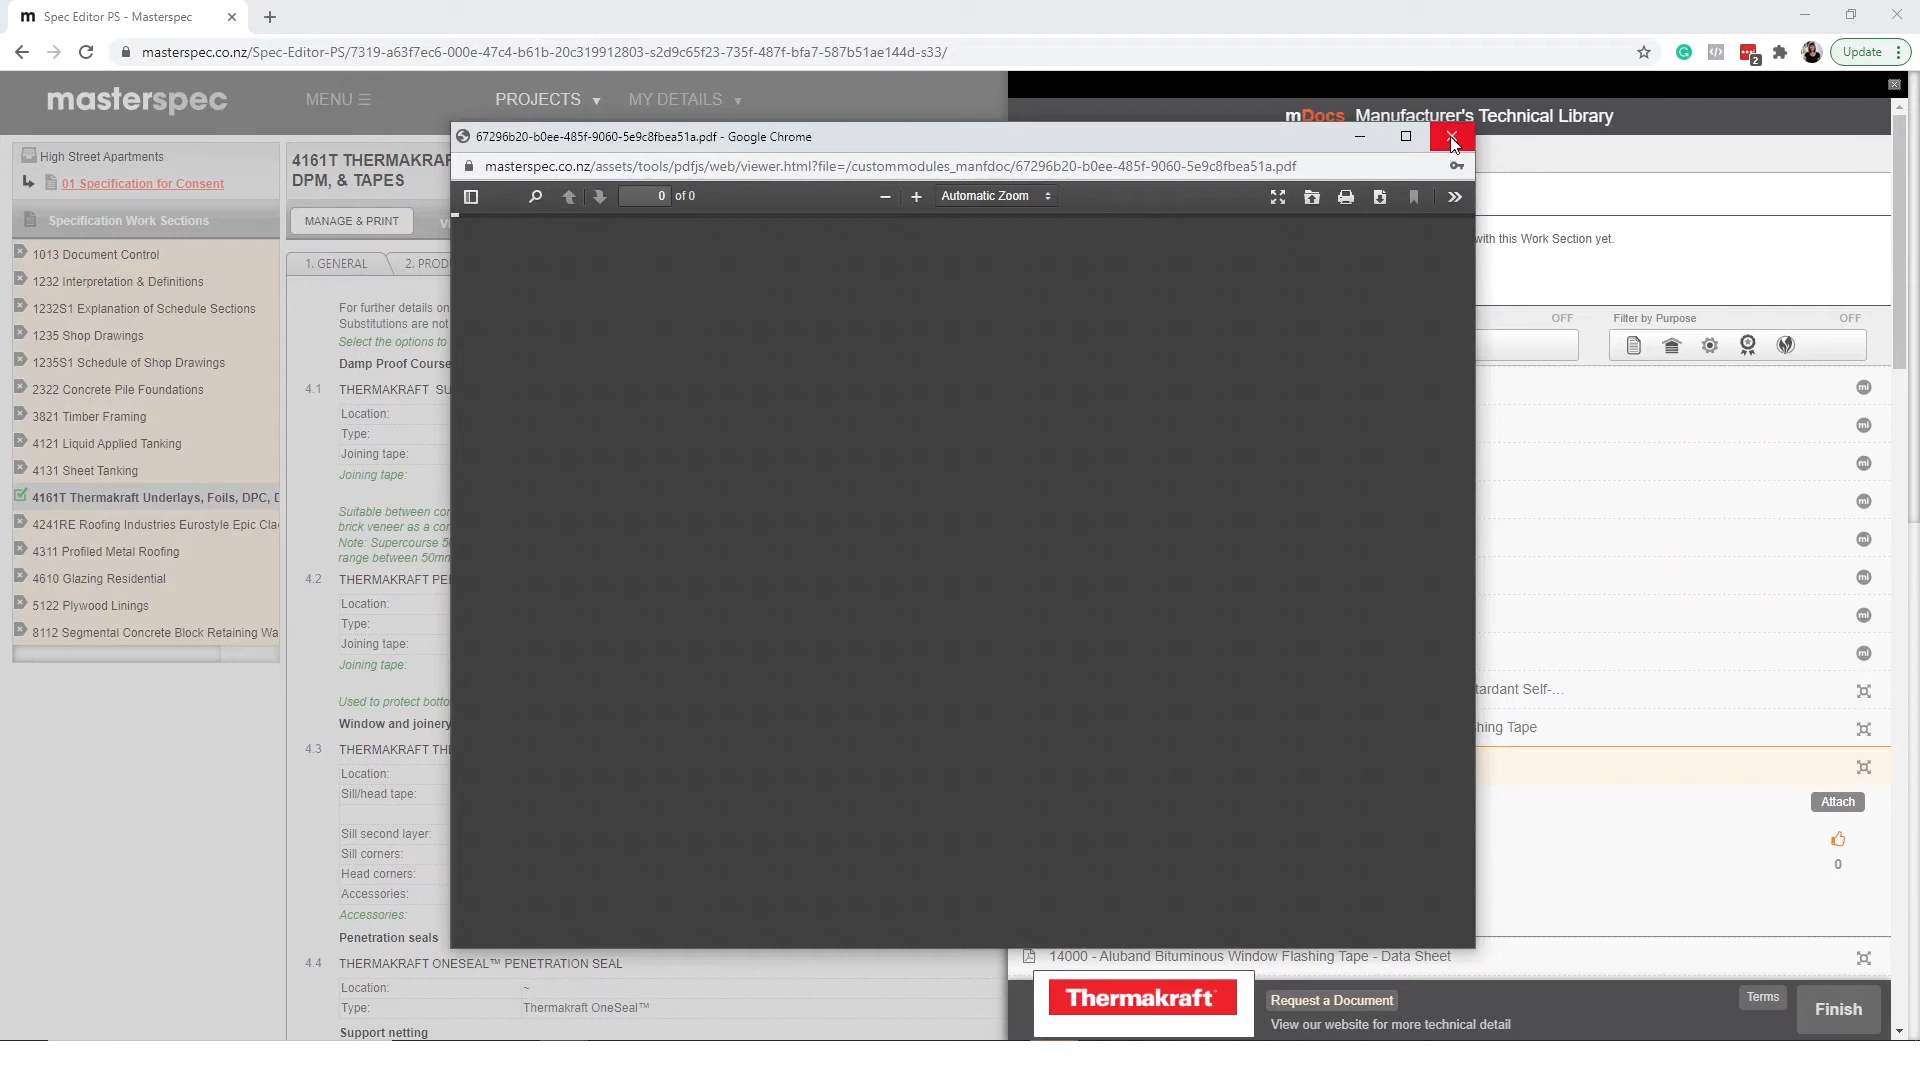 Spec Editor PS - Masterspec
masterspec.co.nz/Spec-Editor-PS/7319-a63f7ec6-000e-47c4-b61b-20c319912803-s2d9c65f23-735f-487f-bfa7-587b51ae144d-s33/
2
Update
masterspec
MENU
PROJECTS
MY DETAILS
mDocs Manufacturer's Technical Library
High Street Apartments
01 Specification for Consent
Specification Work Sections
1013 Document Control
1232 Interpretation & Definitions
1232S1 Explanation of Schedule Sections
1235 Shop Drawings
1235S1 Schedule of Shop Drawings
2322 Concrete Pile Foundations
3821 Timber Framing
4121 Liquid Applied Tanking
4131 Sheet Tanking
4161T Thermakraft Underlays, Foils, DPC, D
4241RE Roofing Industries Eurostyle Epic Cla
4311 Profiled Metal Roofing
4610 Glazing Residential
5122 Plywood Linings
8112 Segmental Concrete Block Retaining Wa
4161T THERMAKRAF
DPM, & TAPES
MANAGE & PRINT
1. GENERAL
2. PROD
For further details on
Substitutions are not
Select the options to
Damp Proof Course
4.1 THERMAKRAFT SU
Location:
Type:
Joining tape:
Joining tape:
Suitable between con
brick veneer as a con
Note: Supercourse 50
range between 50mm
4.2 THERMAKRAFT PE
Location:
Type:
Joining tape:
Joining tape:
Used to protect botto
Window and joinery
4.3 THERMAKRAFT THE
Location:
Sill/head tape:
Sill second layer:
Sill corners:
Head corners:
Accessories:
Accessories:
Penetration seals
4.4 THERMAKRAFT ONESEAL™ PENETRATION SEAL
Location: ~
Type: Thermakraft OneSeal™
Support netting
67296b20-b0ee-485f-9060-5e9c8fbea51a.pdf - Google Chrome
masterspec.co.nz/assets/tools/pdfjs/web/viewer.html?file=/custommodules_manfdoc/67296b20-b0ee-485f-9060-5e9c8fbea51a.pdf
0 of 0
Automatic Zoom
with this Work Section yet.
OFF
Filter by Purpose
OFF
mi
mi
mi
mi
mi
mi
mi
mi
tardant Self-...
hing Tape
Attach
0
14000 - Aluband Bituminous Window Flashing Tape - Data Sheet
Thermakraft
Request a Document
View our website for more technical detail
Terms
Finish